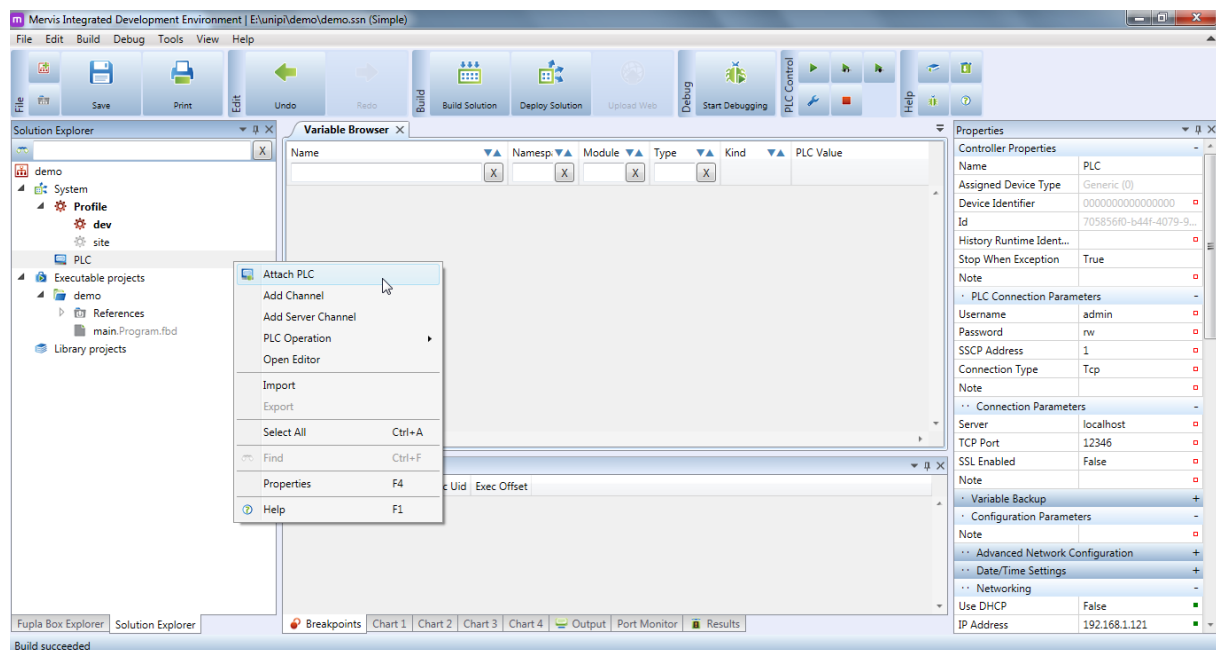 m Mervis Integrated Development Environment | E:\unipi\demo\demo.ssn (Simple)
File Edit Build Debug Tools View Help
File
Save
Print
Edit
Undo
Redo
Build
Build Solution
Deploy Solution
Upload Web
Debug
Start Debugging
PLC Control
Help
Solution Explorer
X
demo
System
Profile
dev
site
PLC
Executable projects
demo
References
main.Program.fbd
Library projects
Fupla Box Explorer Solution Explorer
Build succeeded
Variable Browser
Name Namesp. Module Type Kind PLC Value
X X X X
Attach PLC
Add Channel
Add Server Channel
PLC Operation
Open Editor
Import
Export
Select All Ctrl+A
Find Ctrl+F
Properties F4
Help F1
Uid Exec Offset
Breakpoints Chart 1 Chart 2 Chart 3 Chart 4 Output Port Monitor Results
Properties
Controller Properties -
Name PLC
Assigned Device Type Generic (0)
Device Identifier 0000000000000000
Id 705856f0-b44f-4079-9...
History Runtime Ident...
Stop When Exception True
Note
· PLC Connection Parameters -
Username admin
Password rw
SSCP Address 1
Connection Type Tcp
Note
·· Connection Parameters -
Server localhost
TCP Port 12346
SSL Enabled False
Note
· Variable Backup +
· Configuration Parameters -
Note
·· Advanced Network Configuration +
·· Date/Time Settings +
·· Networking -
Use DHCP False
IP Address 192.168.1.121